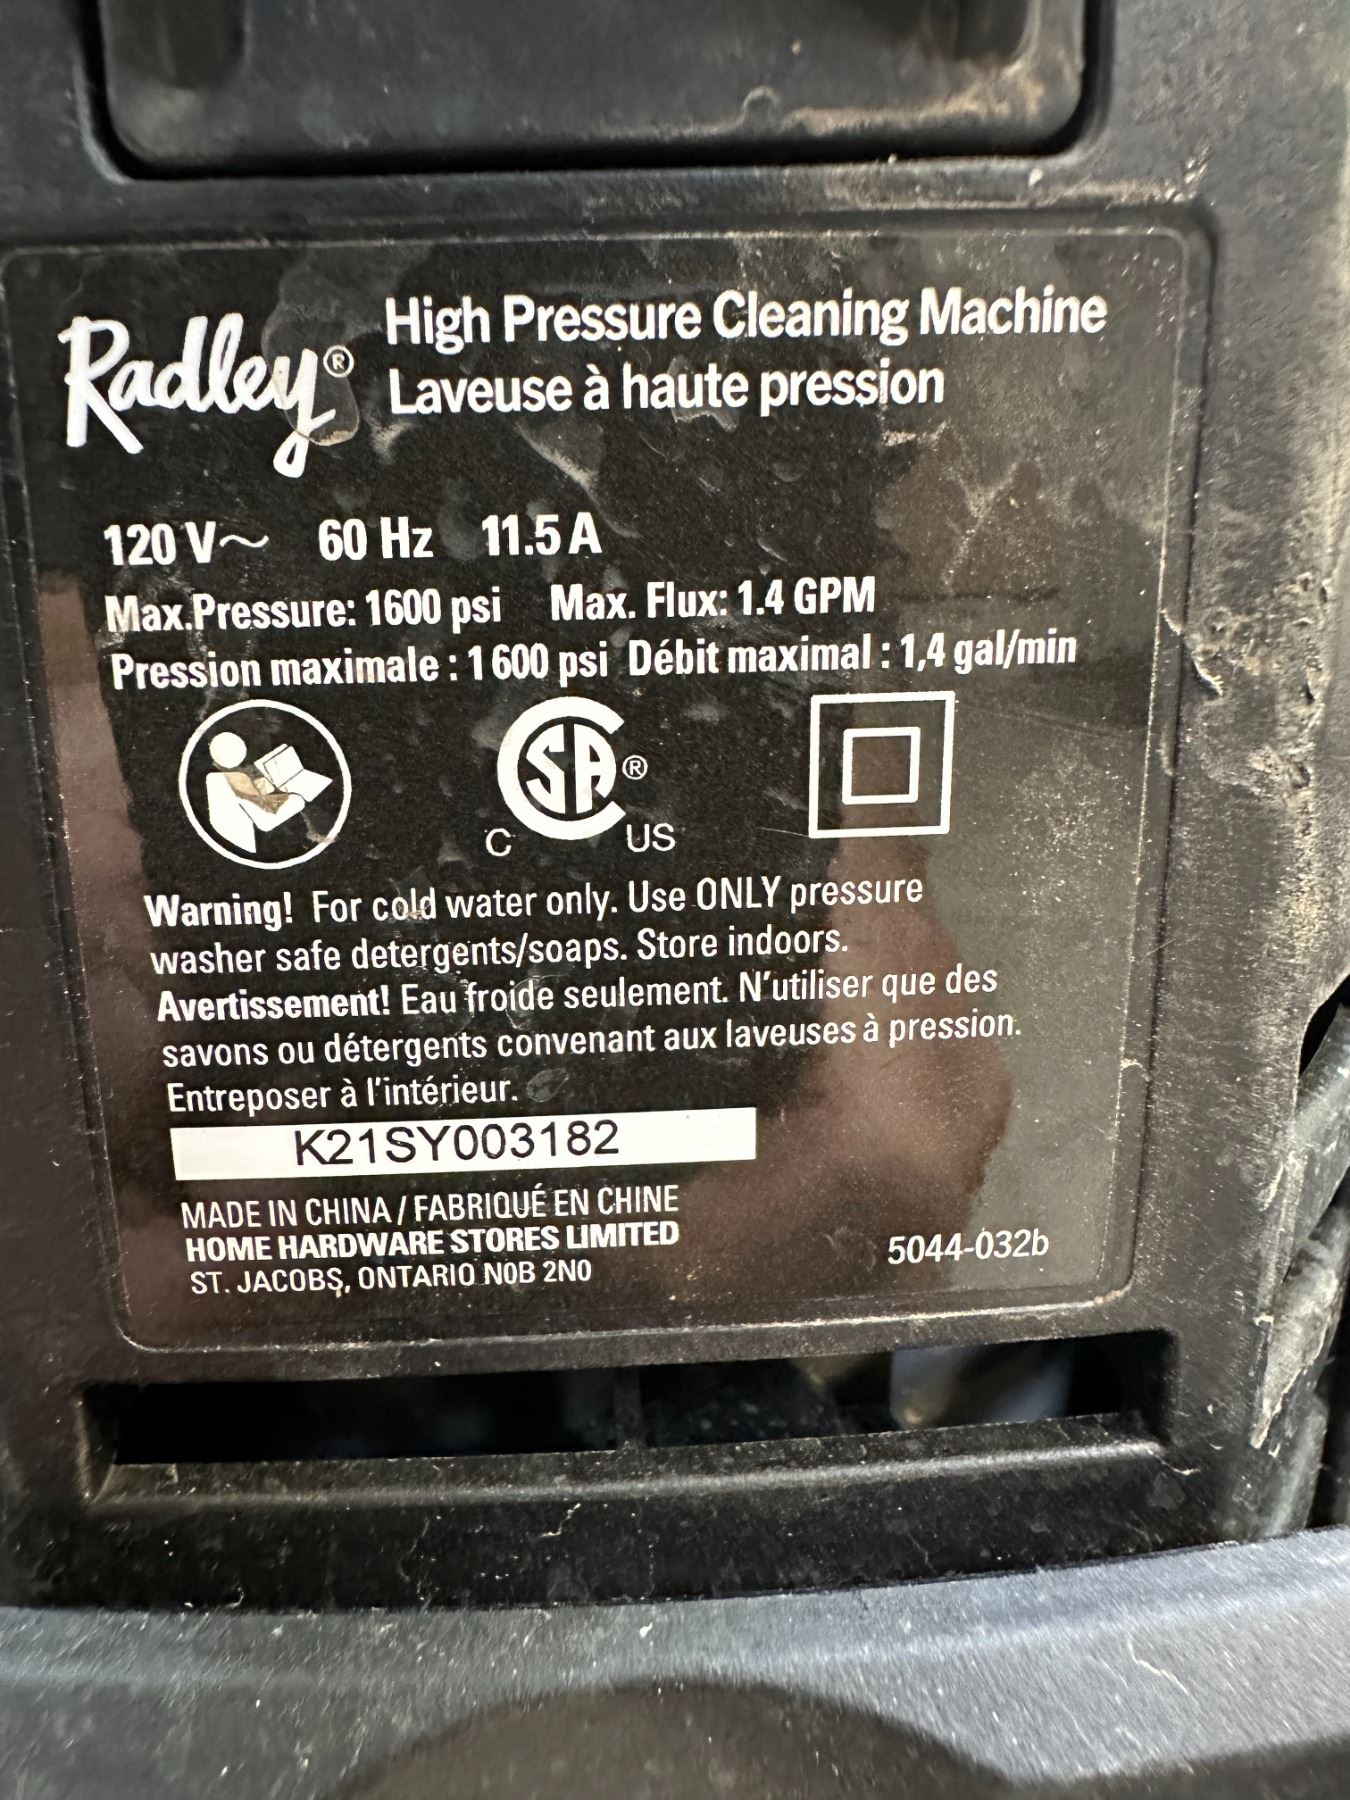 Radley® High Pressure Cleaning Machine
Laveuse à haute pression
120 V～ 60 Hz 11.5 A
Max.Pressure: 1600 psi Max. Flux: 1.4 GPM
Pression maximale : 1 600 psi Débit maximal : 1,4 gal/min
C SA ® C US
Warning! For cold water only. Use ONLY pressure
washer safe detergents/soaps. Store indoors.
Avertissement! Eau froide seulement. N'utiliser que des
savons ou détergents convenant aux laveuses à pression.
Entreposer à l'intérieur.
K21SY003182
MADE IN CHINA / FABRIQUÉ EN CHINE
HOME HARDWARE STORES LIMITED
ST. JACOBS, ONTARIO N0B 2N0
5044-032b